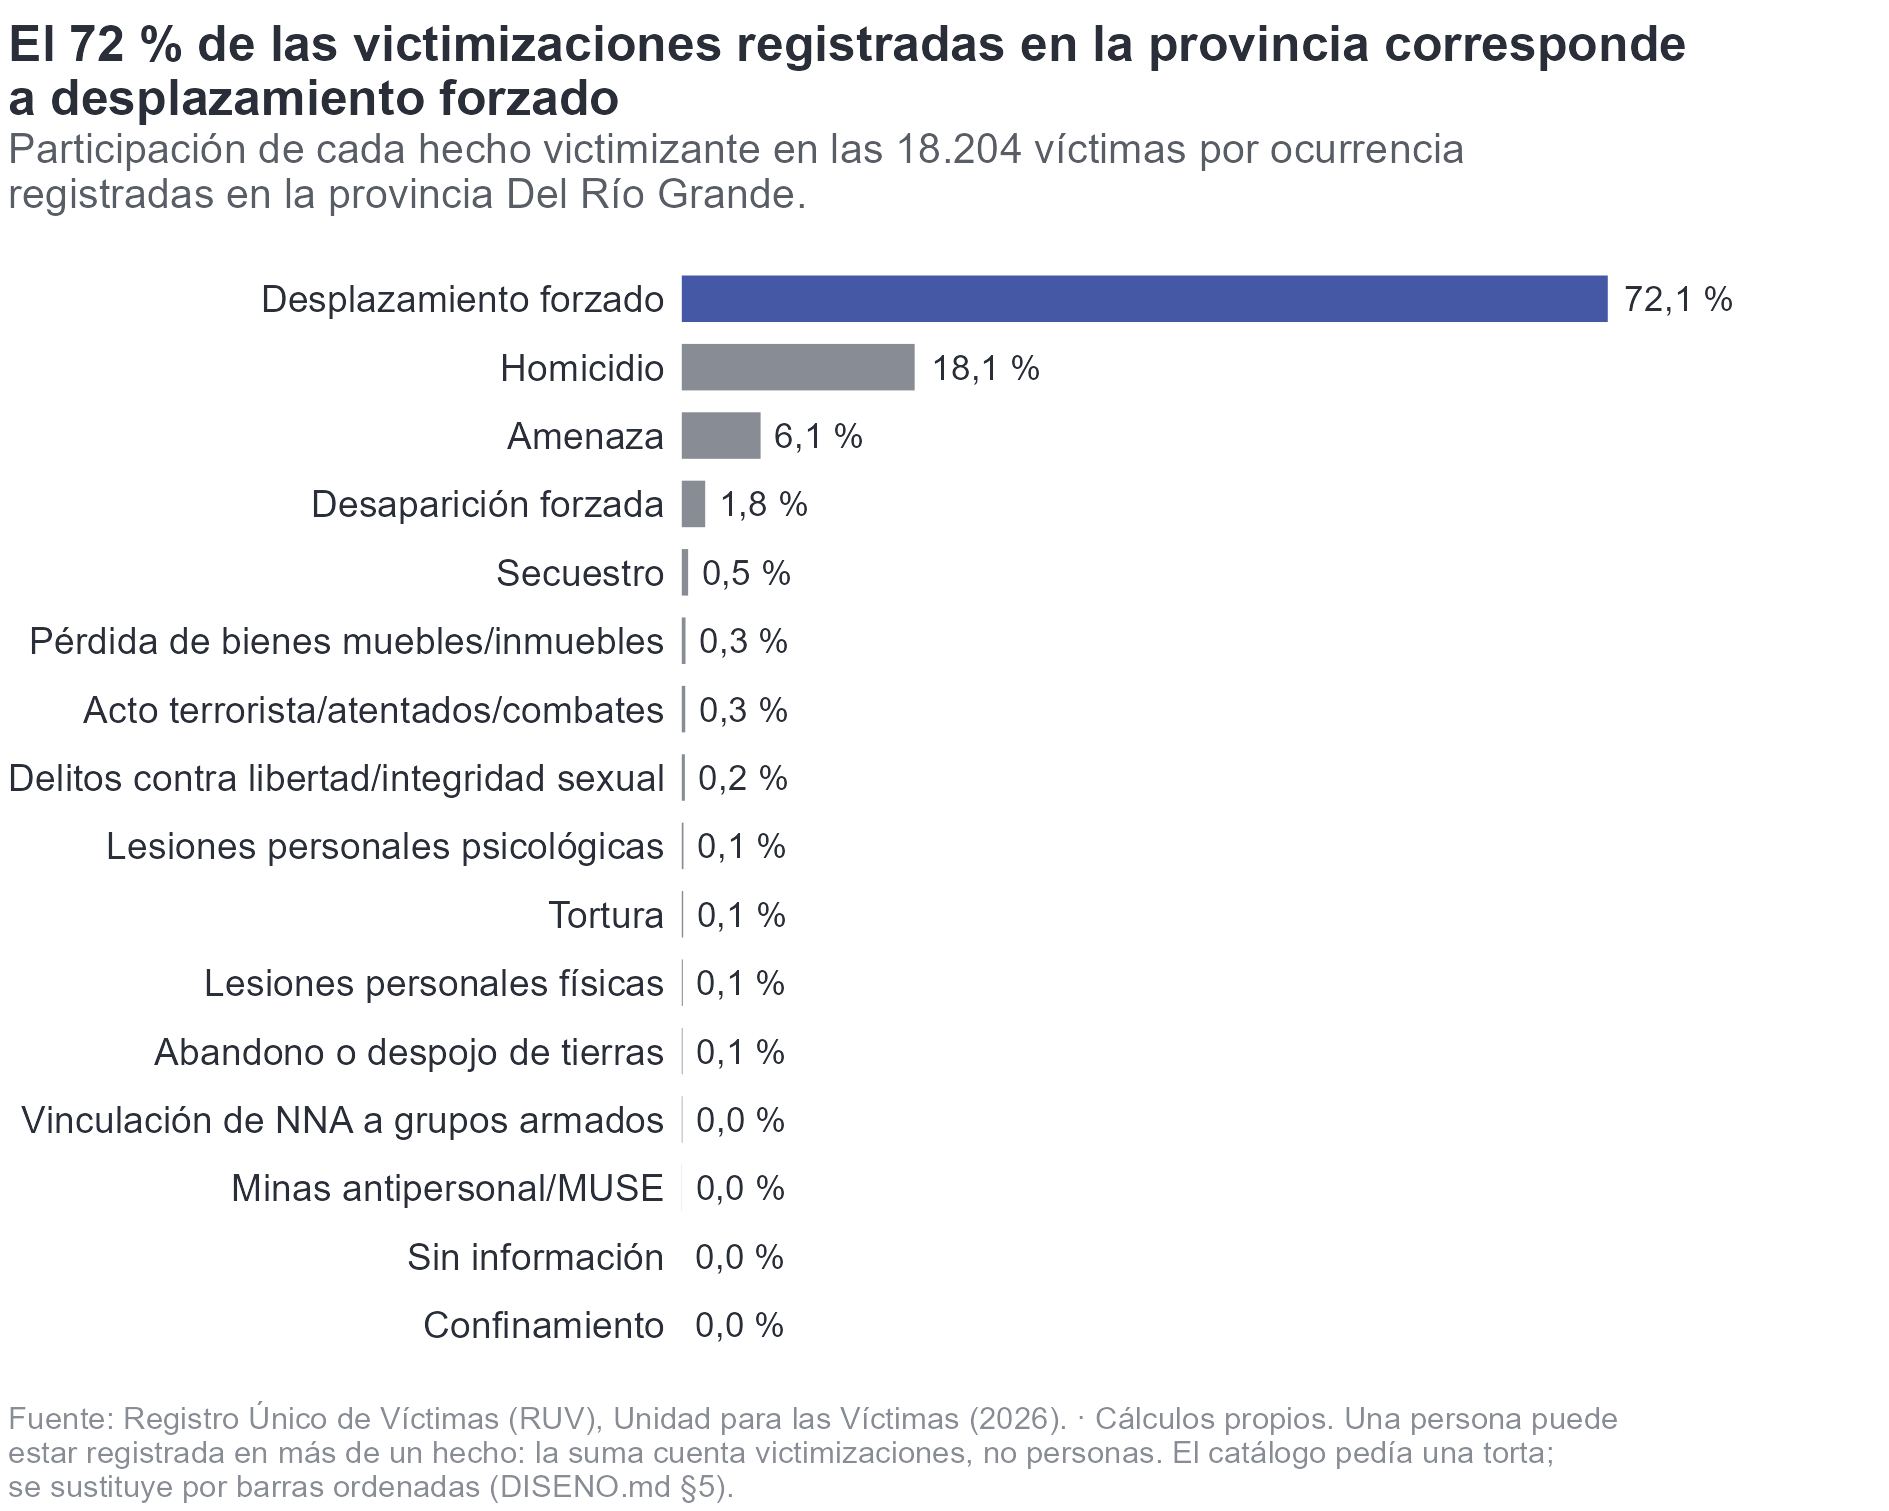 El 72 % de las victimizaciones registradas en la provincia corresponde
a desplazamiento forzado
Participación de cada hecho victimizante en las 18.204 víctimas por ocurrencia
registradas en la provincia Del Río Grande.
Desplazamiento forzado 72,1 %
Homicidio 18,1 %
Amenaza 6,1 %
Desaparición forzada 1,8 %
Secuestro 0,5 %
Pérdida de bienes muebles/inmuebles 0,3 %
Acto terrorista/atentados/combates 0,3 %
Delitos contra libertad/integridad sexual 0,2 %
Lesiones personales psicológicas 0,1 %
Tortura 0,1 %
Lesiones personales físicas 0,1 %
Abandono o despojo de tierras 0,1 %
Vinculación de NNA a grupos armados 0,0 %
Minas antipersonal/MUSE 0,0 %
Sin información 0,0 %
Confinamiento 0,0 %
Fuente: Registro Único de Víctimas (RUV), Unidad para las Víctimas (2026). · Cálculos propios. Una persona puede
estar registrada en más de un hecho: la suma cuenta victimizaciones, no personas. El catálogo pedía una torta;
se sustituye por barras ordenadas (DISENO.md §5).